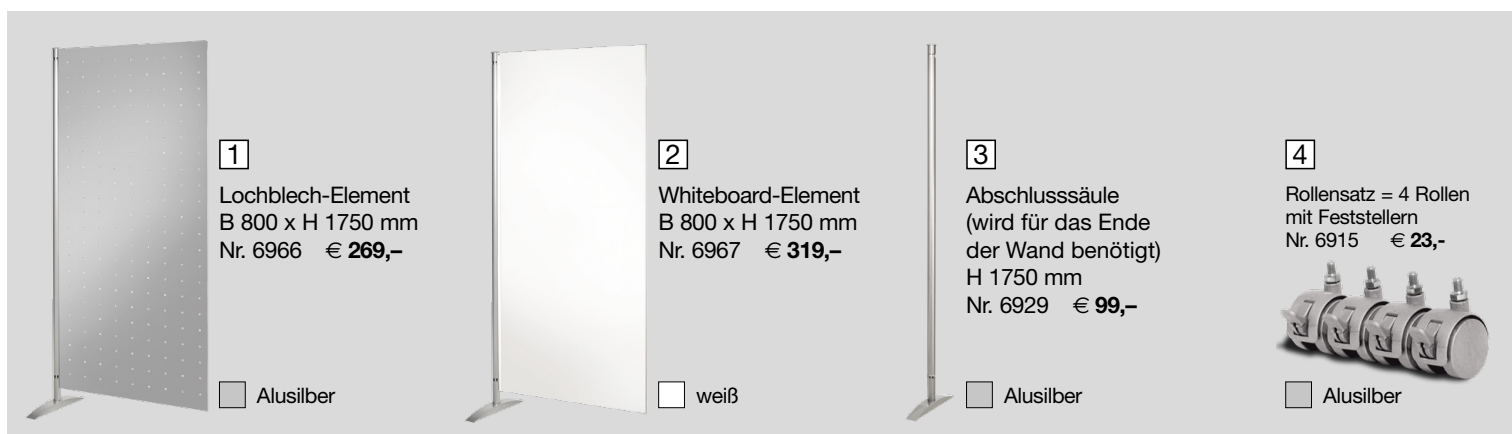 1
Lochblech-Element
B 800 x H 1750 mm
Nr. 6966 € 269,–
Alusilber
2
Whiteboard-Element
B 800 x H 1750 mm
Nr. 6967 € 319,–
weiß
3
Abschlusssäule
(wird für das Ende
der Wand benötigt)
H 1750 mm
Nr. 6929 € 99,–
Alusilber
4
Rollensatz = 4 Rollen
mit Feststellern
Nr. 6915 € 23,-
Alusilber